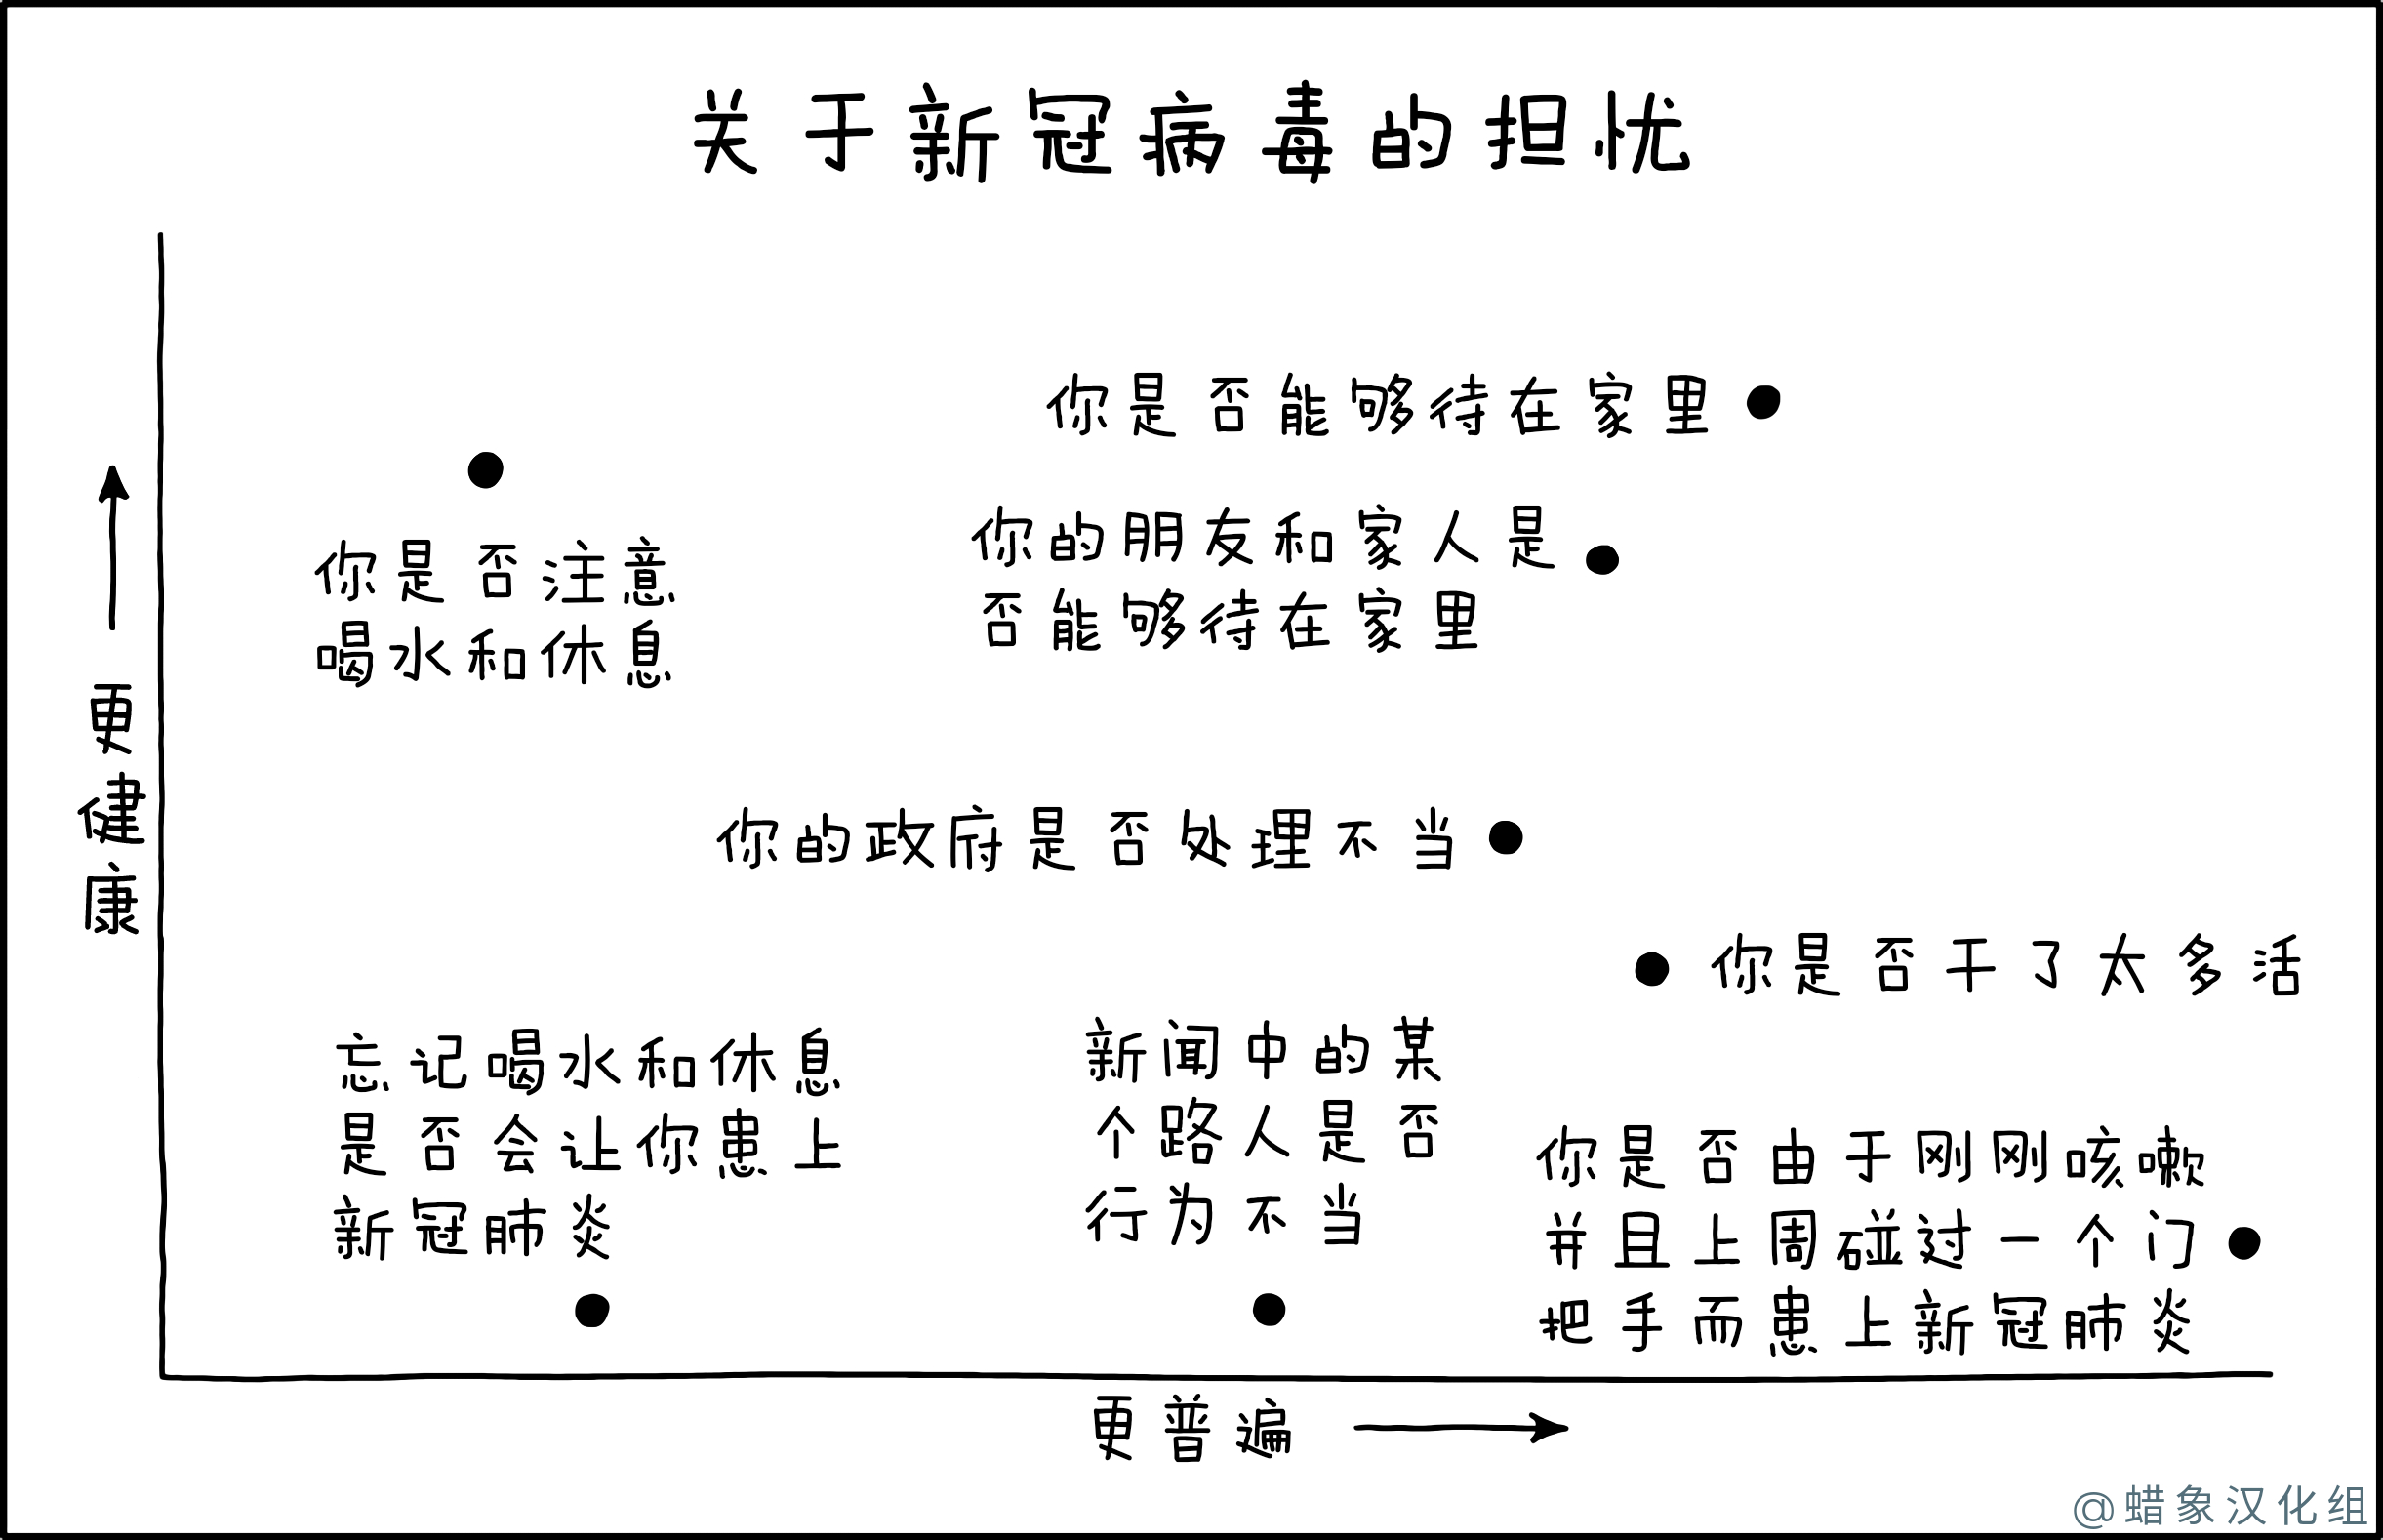 关于新冠病毒的担忧
你是否能够待在家里
你是否注意
喝水和休息
你的朋友和家人是
否能够待在家里
更健康
你的政府是否处理不当
你是否干了太多活
忘记喝水和休息
是否会让你患上
新冠肺炎
新闻中的某
个路人是否
行为不当
你是否由于刚刚咳嗽
并且上周碰过一个门
把手而患上新冠肺炎
更普遍
@蜡象汉化组